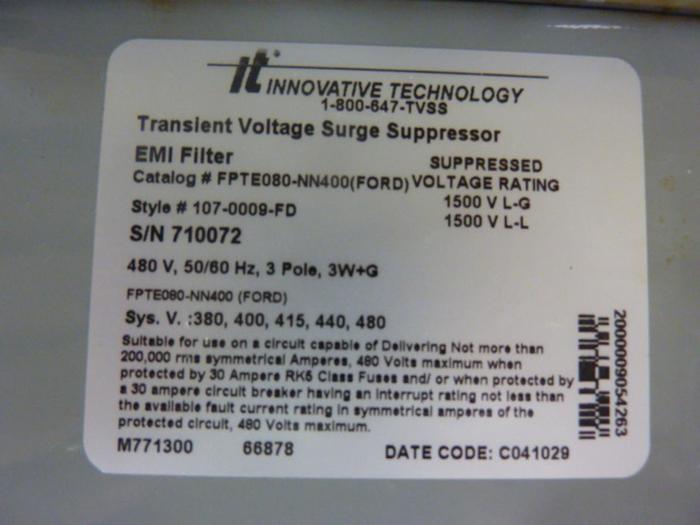 it
INNOVATIVE TECHNOLOGY
1-800-647-TVSS
Transient Voltage Surge Suppressor
EMI Filter
SUPPRESSED
Catalog # FPTE080-NN400(FORD) VOLTAGE RATING
Style # 107-0009-FD
1500 V L-G
1500 V L-L
S/N 710072
480 V, 50/60 Hz, 3 Pole, 3W+G
FPTE080-NN400 (FORD)
Sys. V. :380, 400, 415, 440, 480
Suitable for use on a circuit capable of Delivering Not more than
200,000 rms symmetrical Amperes, 480 Volts maximum when
protected by 30 Ampere RK5 Class Fuses and/ or when protected by
a 30 ampere circuit breaker having an interrupt rating not less than
the available fault current rating in symmetrical amperes of the
protected circuit, 480 Volts maximum.
M771300 66878 DATE CODE: C041029
2000009054263